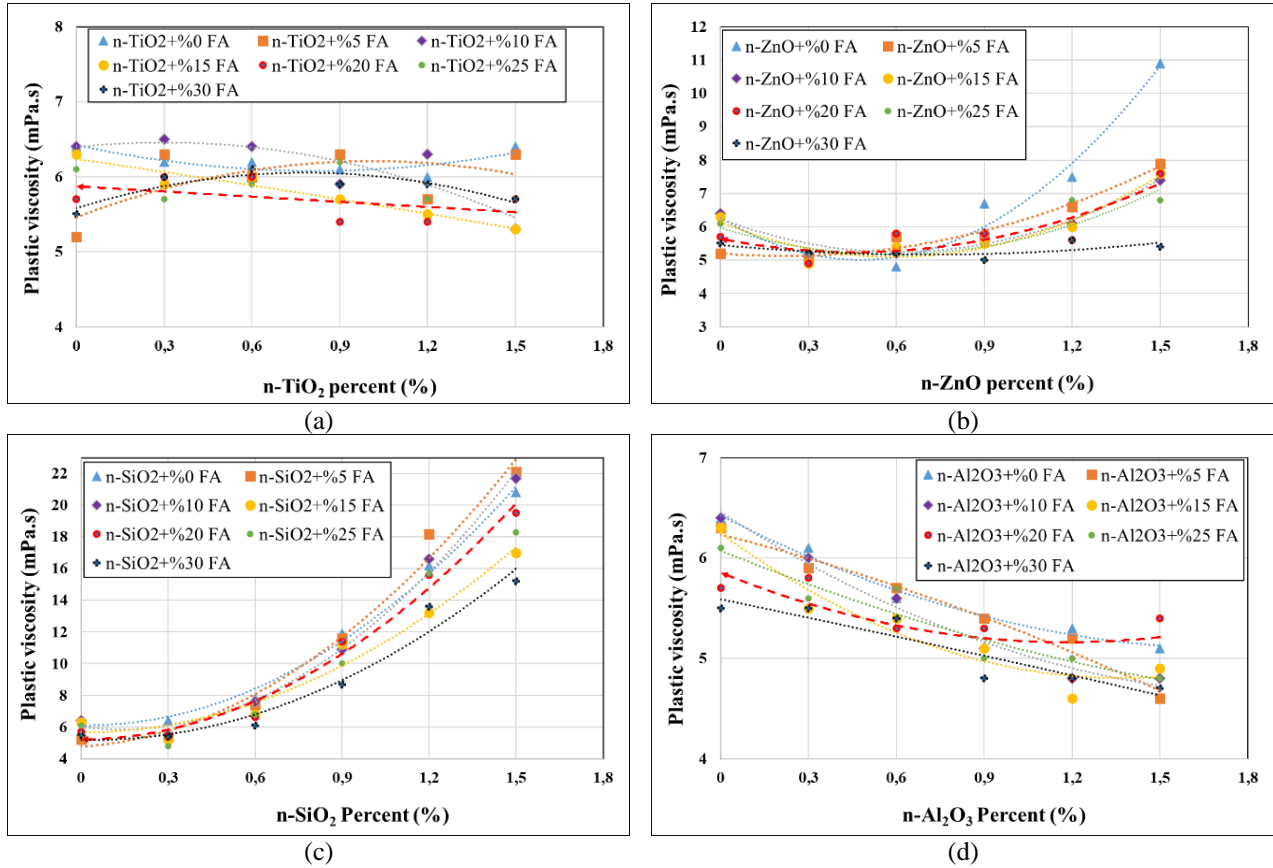 8
7
6
5
4
Plastic viscosity (mPa.s)
n-TiO2+%0 FA n-TiO2+%5 FA n-TiO2+%10 FA
n-TiO2+%15 FA n-TiO2+%20 FA n-TiO2+%25 FA
n-TiO2+%30 FA
0 0,3 0,6 0,9 1,2 1,5 1,8
n-TiO₂ percent (%)
(a)
12
11
10
9
8
7
6
5
4
3
Plastic viscosity (mPa.s)
n-ZnO+%0 FA n-ZnO+%5 FA
n-ZnO+%10 FA n-ZnO+%15 FA
n-ZnO+%20 FA n-ZnO+%25 FA
n-ZnO+%30 FA
0 0,3 0,6 0,9 1,2 1,5 1,8
n-ZnO percent (%)
(b)
22
20
18
16
14
12
10
8
6
4
Plastic viscosity (mPa.s)
n-SiO2+%0 FA n-SiO2+%5 FA
n-SiO2+%10 FA n-SiO2+%15 FA
n-SiO2+%20 FA n-SiO2+%25 FA
n-SiO2+%30 FA
0 0,3 0,6 0,9 1,2 1,5 1,8
n-SiO₂ Percent (%)
(c)
7
6
5
4
Plastic viscosity (mPa.s)
n-Al2O3+%0 FA n-Al2O3+%5 FA
n-Al2O3+%10 FA n-Al2O3+%15 FA
n-Al2O3+%20 FA n-Al2O3+%25 FA
n-Al2O3+%30 FA
0 0,3 0,6 0,9 1,2 1,5 1,8
n-Al₂O₃ Percent (%)
(d)